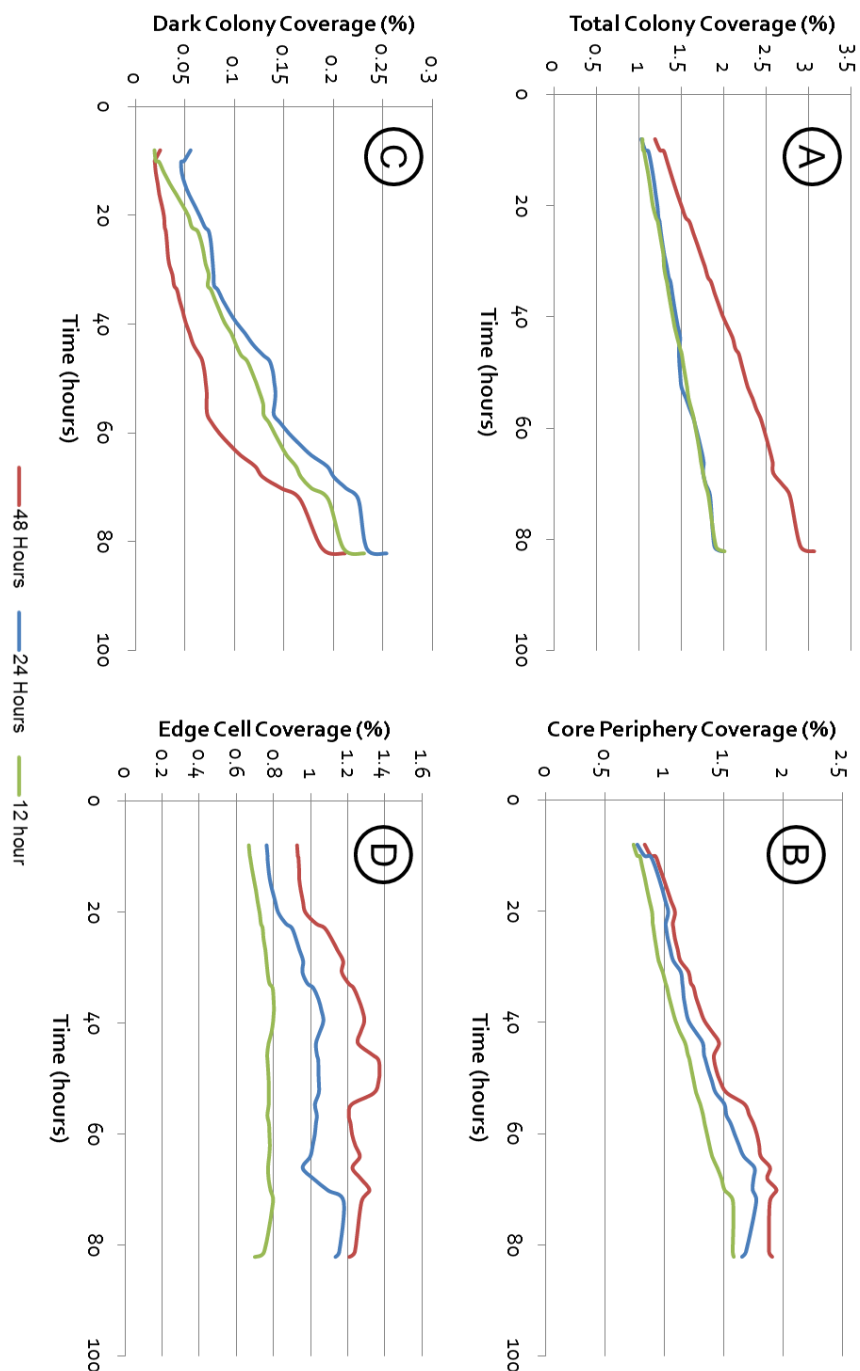 A
Total Colony Coverage (%)
3.5
3
2.5
2
1.5
1
0.5
0
0 20 40 60 80 100
Time (hours)
B
Core Periphery Coverage (%)
2.5
2
1.5
1
0.5
0
0 20 40 60 80 100
Time (hours)
C
Dark Colony Coverage (%)
0.3
0.25
0.2
0.15
0.1
0.05
0
0 20 40 60 80 100
Time (hours)
D
Edge Cell Coverage (%)
1.6
1.4
1.2
1
0.8
0.6
0.4
0.2
0
0 20 40 60 80 100
Time (hours)
48 Hours 24 Hours 12 hour